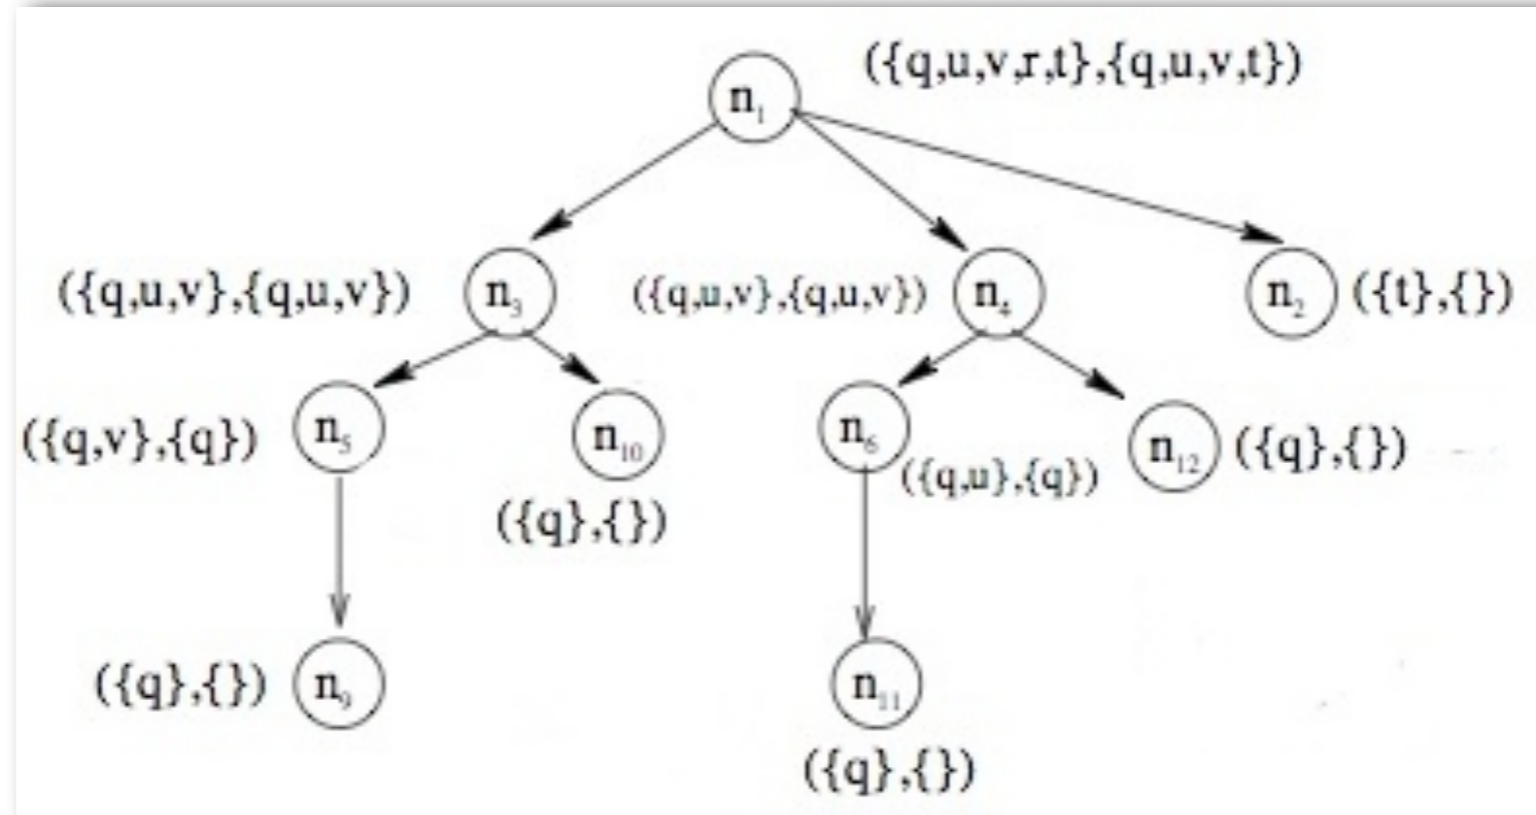 n₁ ({q,u,v,r,t},{q,u,v,t})
({q,u,v},{q,u,v}) n₃ ({q,u,v},{q,u,v}) n₄ n₂ ({t},{})
({q,v},{q}) n₅ n₁₀ n₆ n₁₂ ({q},{})
({q,u},{q})
({q},{})
({q},{}) n₉ n₁₁
({q},{})